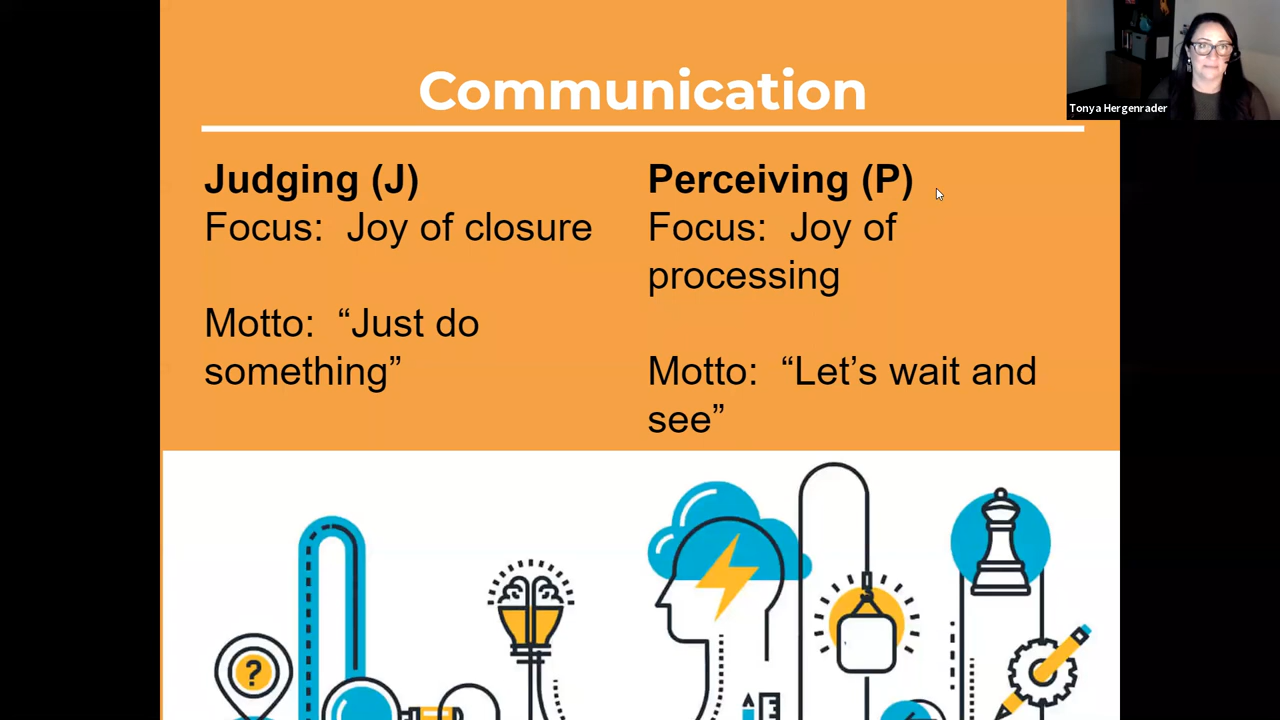 Communication
Tonya Hergenrader
Judging (J)
Focus:  Joy of closure
Motto:  “Just do
something”
Perceiving (P)
Focus:  Joy of
processing
Motto:  “Let’s wait and
see”
?